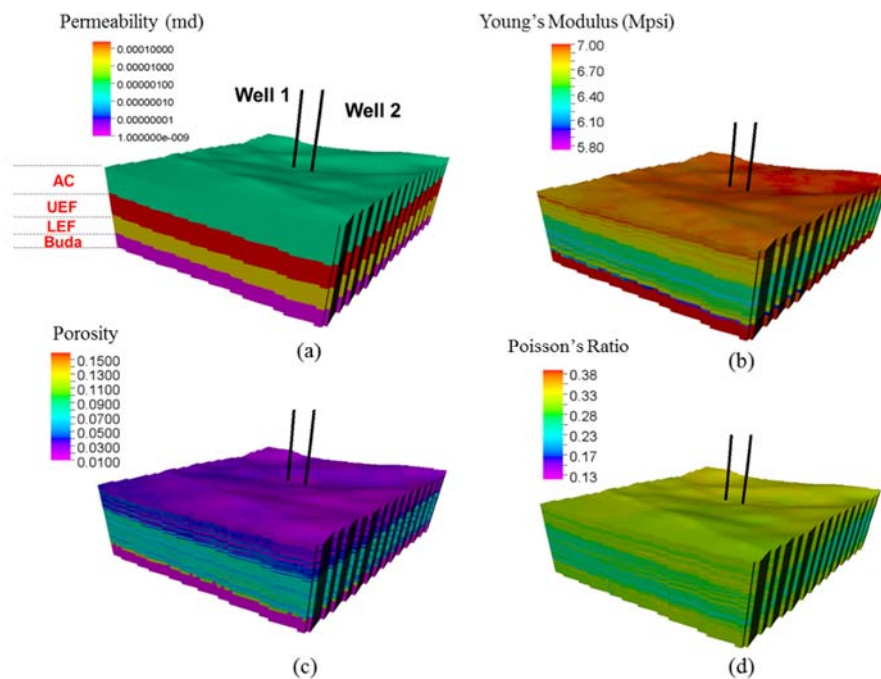 Permeability (md)
0.00010000
0.00001000
0.00000100
0.00000010
0.00000001
1.000000e-009
Well 1
Well 2
AC
UEF
LEF
Buda
(a)
Young's Modulus (Mpsi)
7.00
6.70
6.40
6.10
5.80
(b)
Porosity
0.1500
0.1300
0.1100
0.0900
0.0700
0.0500
0.0300
0.0100
(c)
Poisson's Ratio
0.38
0.33
0.28
0.23
0.17
0.13
(d)